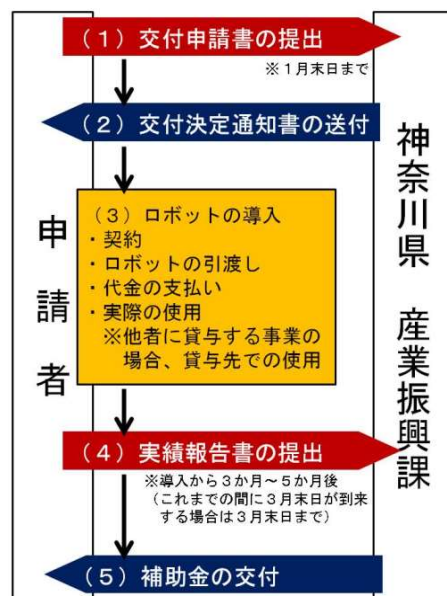 （１）交付申請書の提出
※１月末日まで
（２）交付決定通知書の送付
（３）ロボットの導入
・契約
・ロボットの引渡し
・代金の支払い
・実際の使用
※他者に貸与する事業の
場合、貸与先での使用
（４）実績報告書の提出
※導入から３か月～５か月後
（これまでの間に３月末日が到来
する場合は３月末日まで）
（５）補助金の交付
申請者
神奈川県　産業振興課